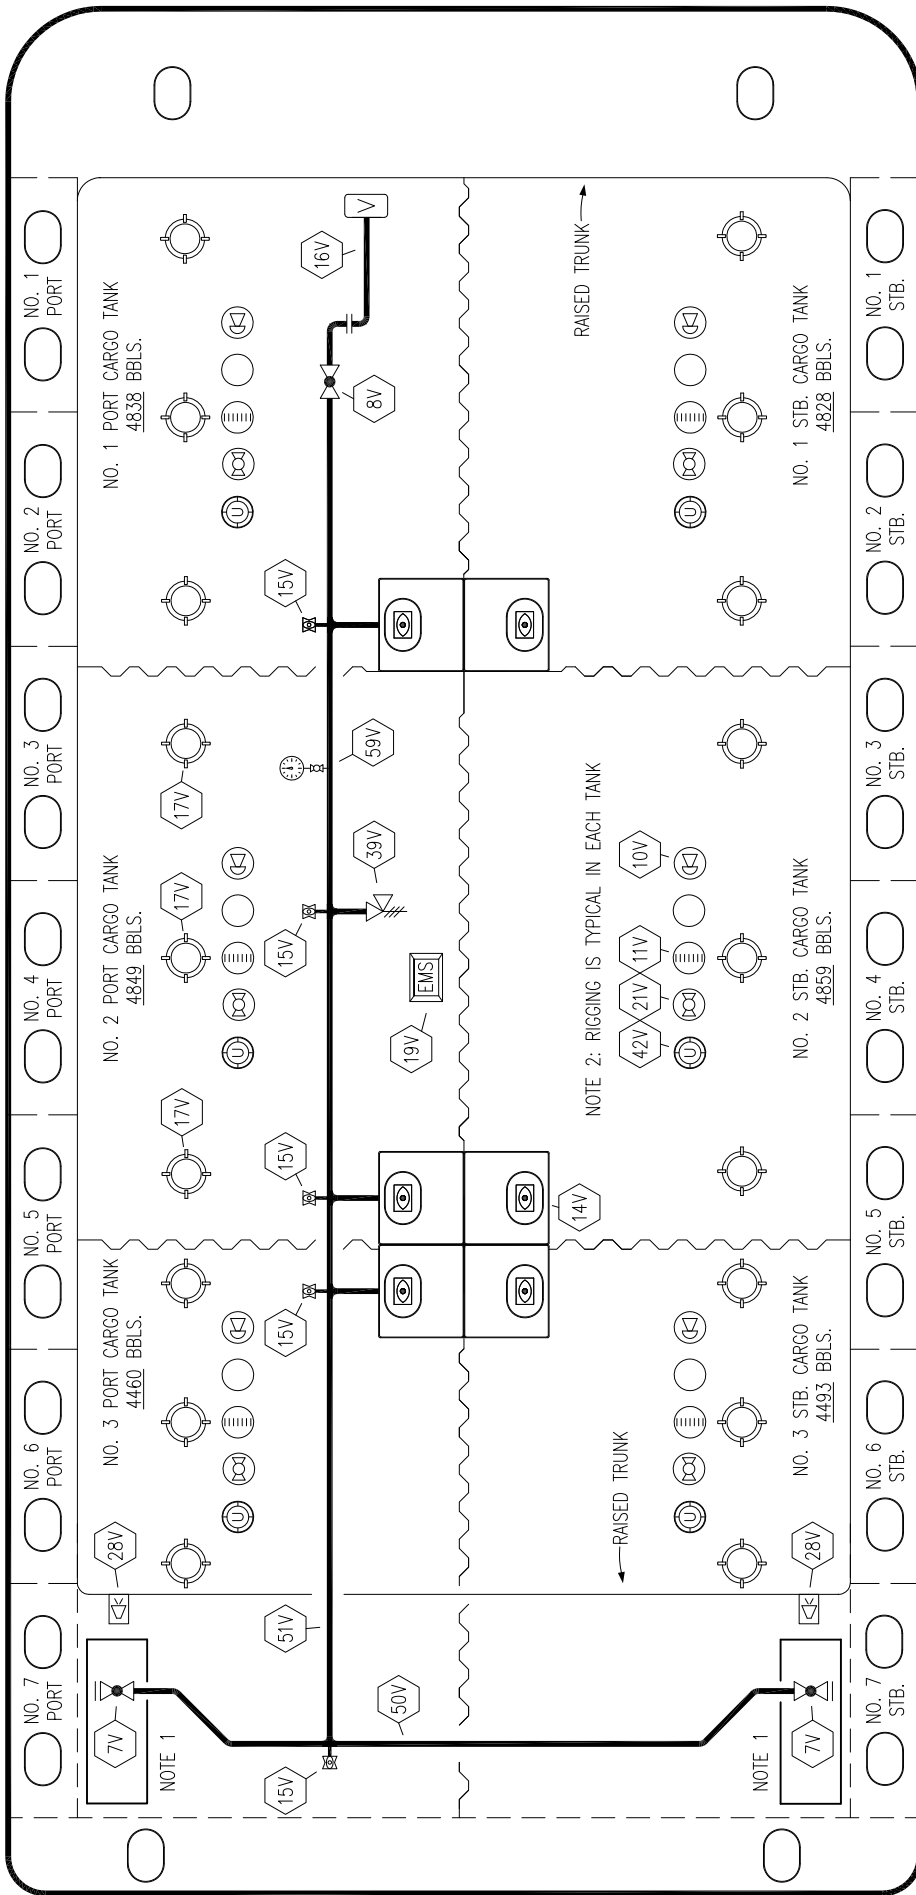 NO. 7
PORT
NO. 6
PORT
NO. 5
PORT
NO. 4
PORT
NO. 3
PORT
NO. 2
PORT
NO. 1
PORT
28V
NO. 3 PORT CARGO TANK
4460 BBLS.
NO. 2 PORT CARGO TANK
4849 BBLS.
NO. 1 PORT CARGO TANK
4838 BBLS.
7V
NOTE 1
17V
17V
17V
U
U
U
15V
51V
15V
15V
15V
15V
59V
8V
16V
V
50V
39V
19V
EMS
14V
RAISED TRUNK
NOTE 2: RIGGING IS TYPICAL IN EACH TANK
RAISED TRUNK
42V
21V
11V
10V
U
U
U
NOTE 1
7V
28V
NO. 3 STB. CARGO TANK
4493 BBLS.
NO. 2 STB. CARGO TANK
4859 BBLS.
NO. 1 STB. CARGO TANK
4828 BBLS.
NO. 7
STB.
NO. 6
STB.
NO. 5
STB.
NO. 4
STB.
NO. 3
STB.
NO. 2
STB.
NO. 1
STB.